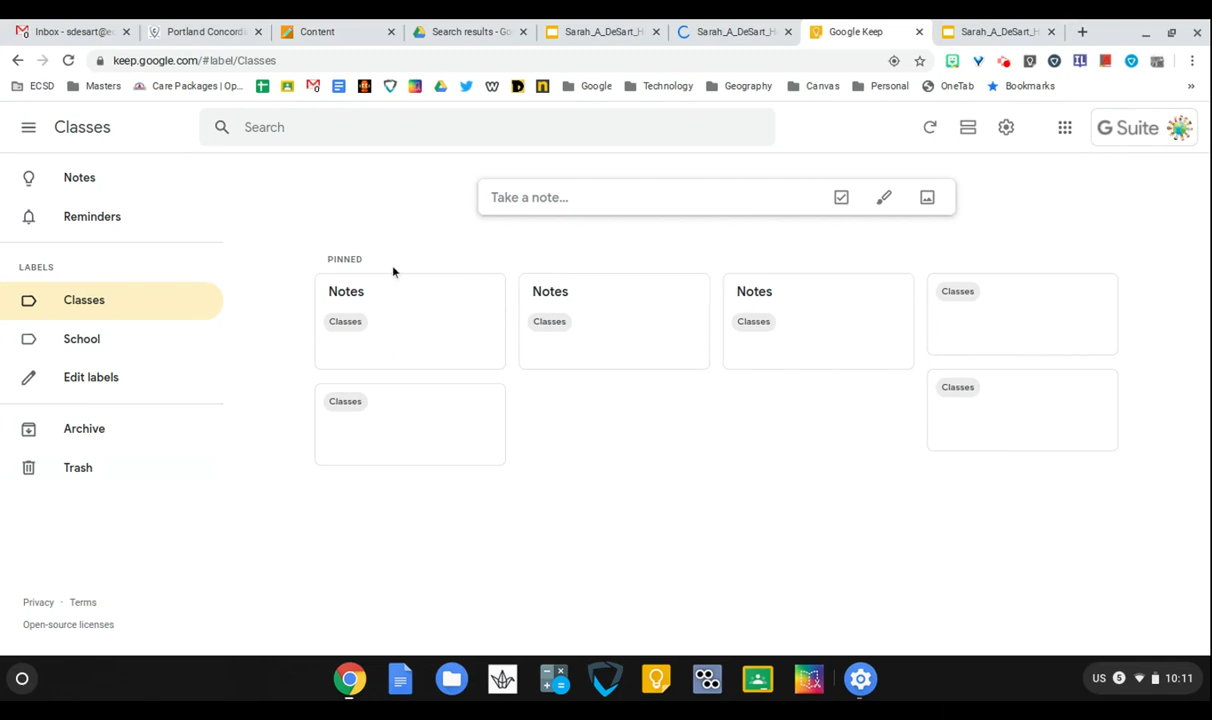 Inbox - sdesart@e
Portland Concord
Content
Search results - Go
Sarah_A_DeSart_H
Sarah_A_DeSart_H
Google Keep
Sarah_A_DeSart_H
keep.google.com/#label/Classes
ECSD
Masters
Care Packages | Op...
Google
Technology
Geography
Canvas
Personal
OneTab
Bookmarks
»
Classes
Search
G Suite
Notes
Reminders
LABELS
Classes
School
Edit labels
Archive
Trash
Take a note...
PINNED
Notes
Classes
Notes
Classes
Notes
Classes
Classes
Classes
Classes
Privacy · Terms
Open-source licenses
US 5 10:11